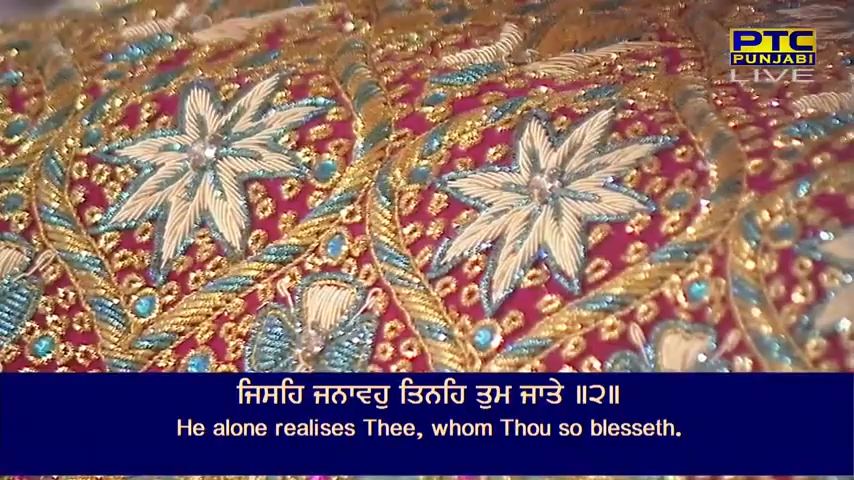 PTC
PUNJABI
LIVE
ਜਿਸਹਿ ਜਨਾਵਹੁ ਤਿਨਹਿ ਤੁਮ ਜਾਤੇ ॥੨॥
He alone realises Thee, whom Thou so blesseth.